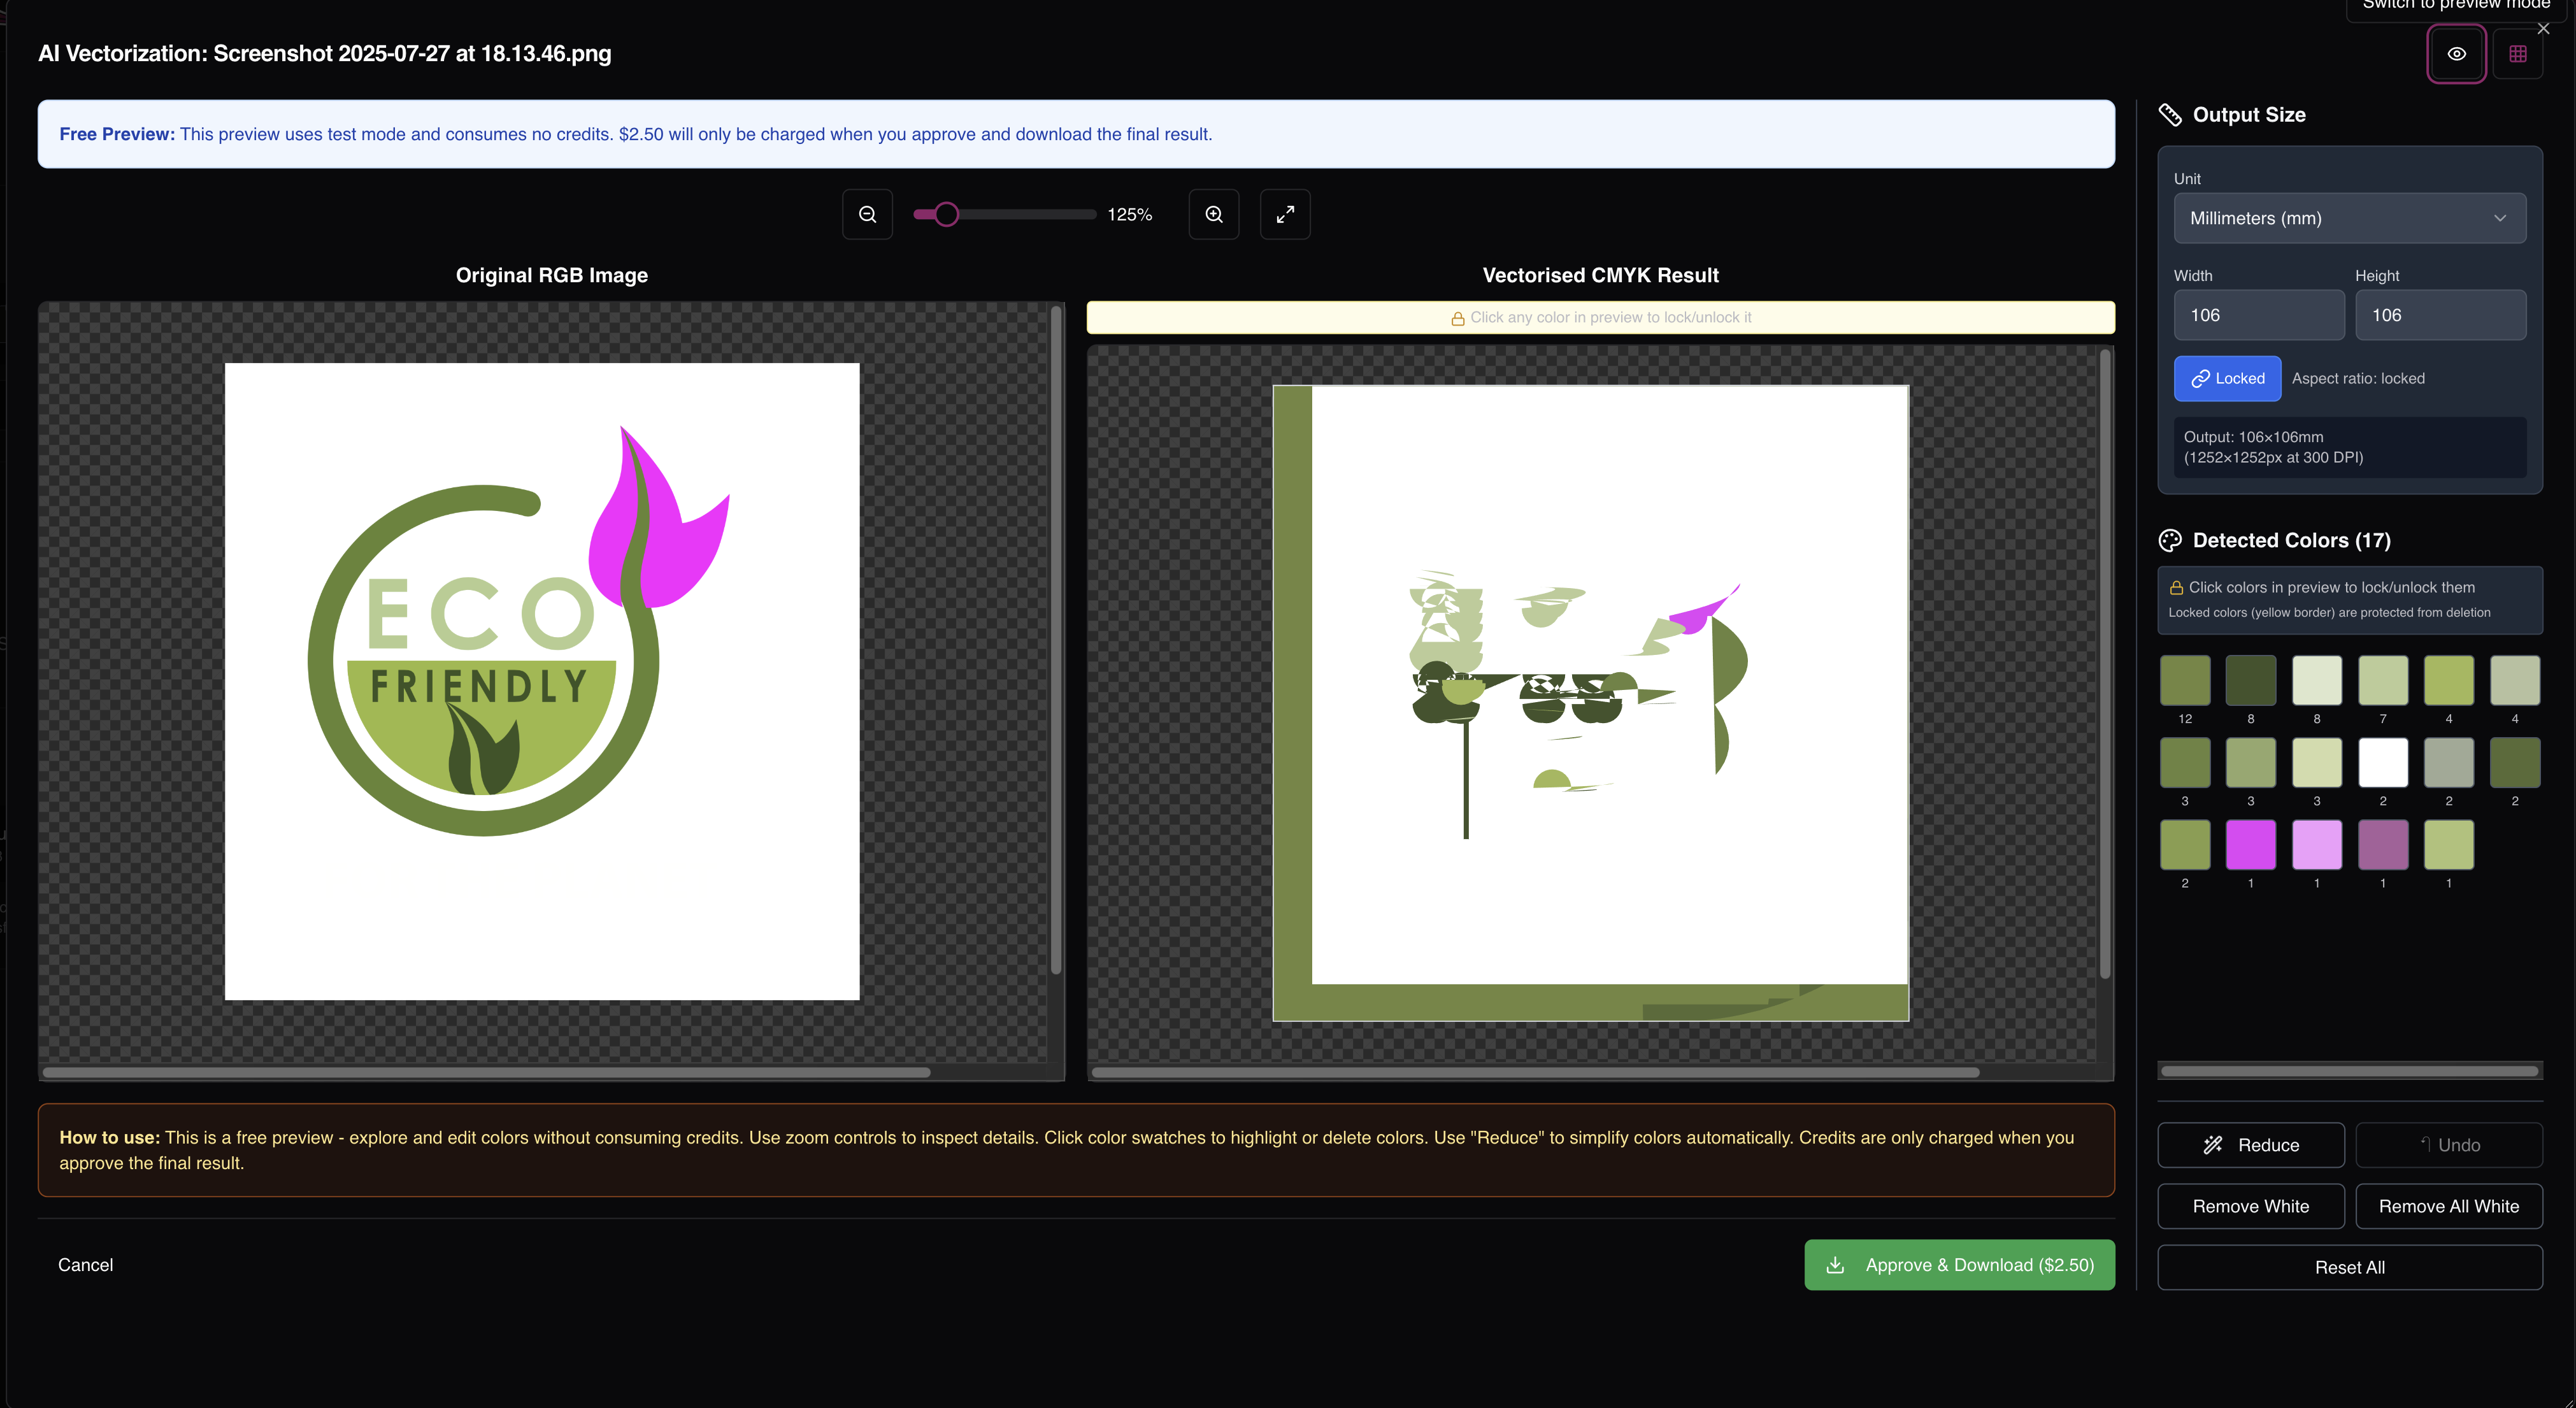 Switch to preview mode
AI Vectorization: Screenshot 2025-07-27 at 18.13.46.png
Free Preview: This preview uses test mode and consumes no credits. $2.50 will only be charged when you approve and download the final result.
125%
Original RGB Image
ECO
FRIENDLY
Vectorised CMYK Result
Click any color in preview to lock/unlock it
How to use: This is a free preview - explore and edit colors without consuming credits. Use zoom controls to inspect details. Click color swatches to highlight or delete colors. Use "Reduce" to simplify colors automatically. Credits are only charged when you
approve the final result.
Cancel
Approve & Download ($2.50)
Output Size
Unit
Millimeters (mm)
Width Height
106 106
Locked Aspect ratio: locked
Output: 106×106mm
(1252×1252px at 300 DPI)
Detected Colors (17)
Click colors in preview to lock/unlock them
Locked colors (yellow border) are protected from deletion
12 8 8 7 4 4
3 3 3 2 2 2
2 1 1 1 1
Reduce Undo
Remove White Remove All White
Reset All